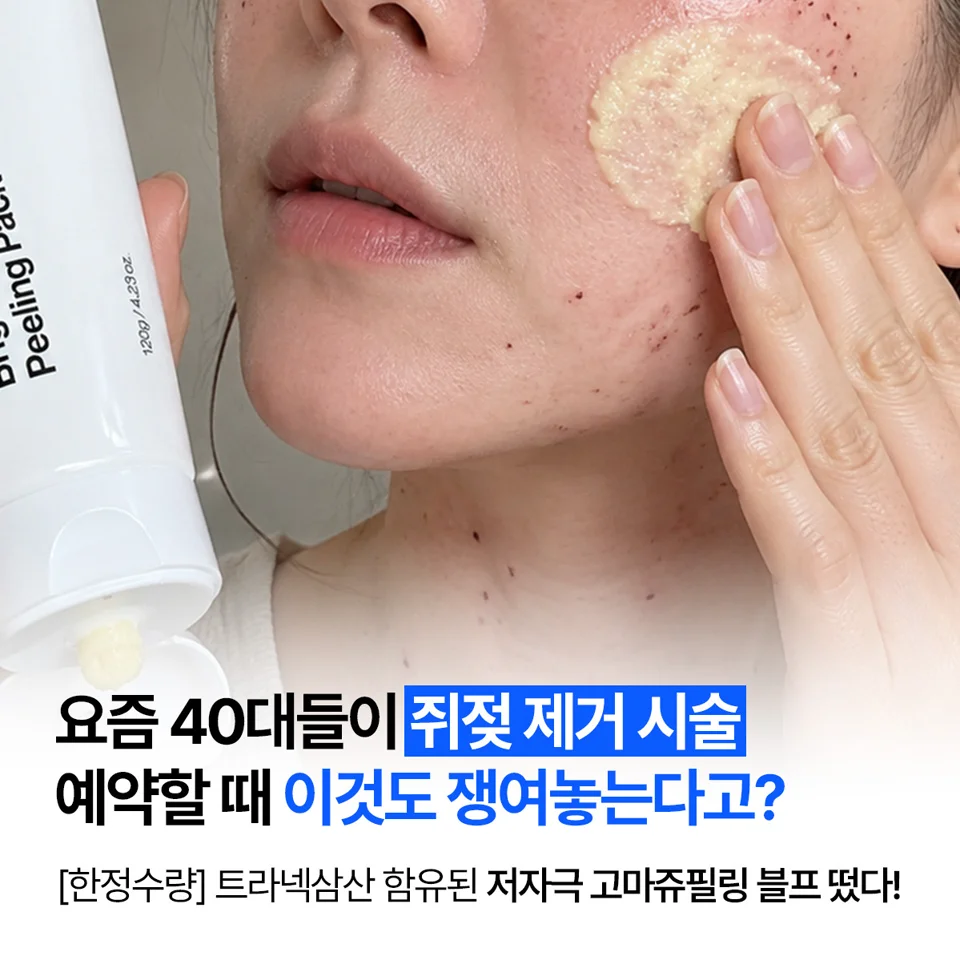 Peeling Pack
120g / 4.23oz.
요즘 40대들이 쥐젖 제거 시술
예약할 때 이것도 쟁여놓는다고?
[한정수량] 트라넥삼산 함유된 저자극 고마쥬필링 블프 떴다!